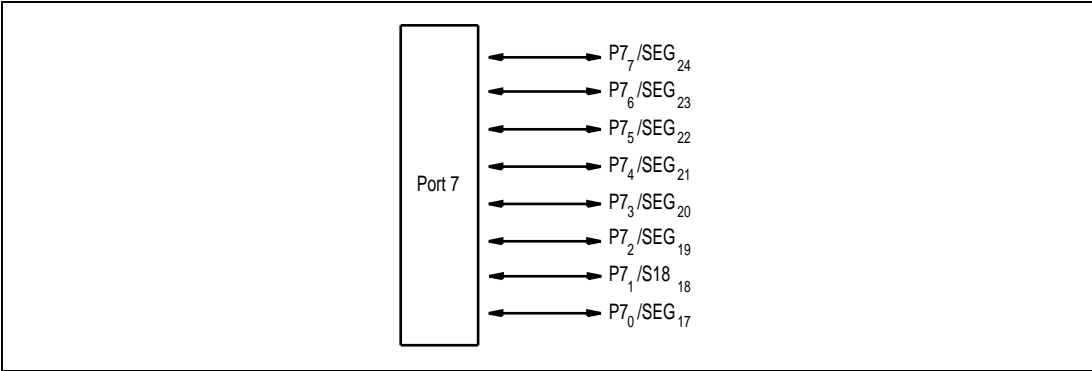 P7₇/SEG₂₄
P7₆/SEG₂₃
P7₅/SEG₂₂
P7₄/SEG₂₁
Port 7
P7₃/SEG₂₀
P7₂/SEG₁₉
P7₁/S18 ₁₈
P7₀/SEG₁₇